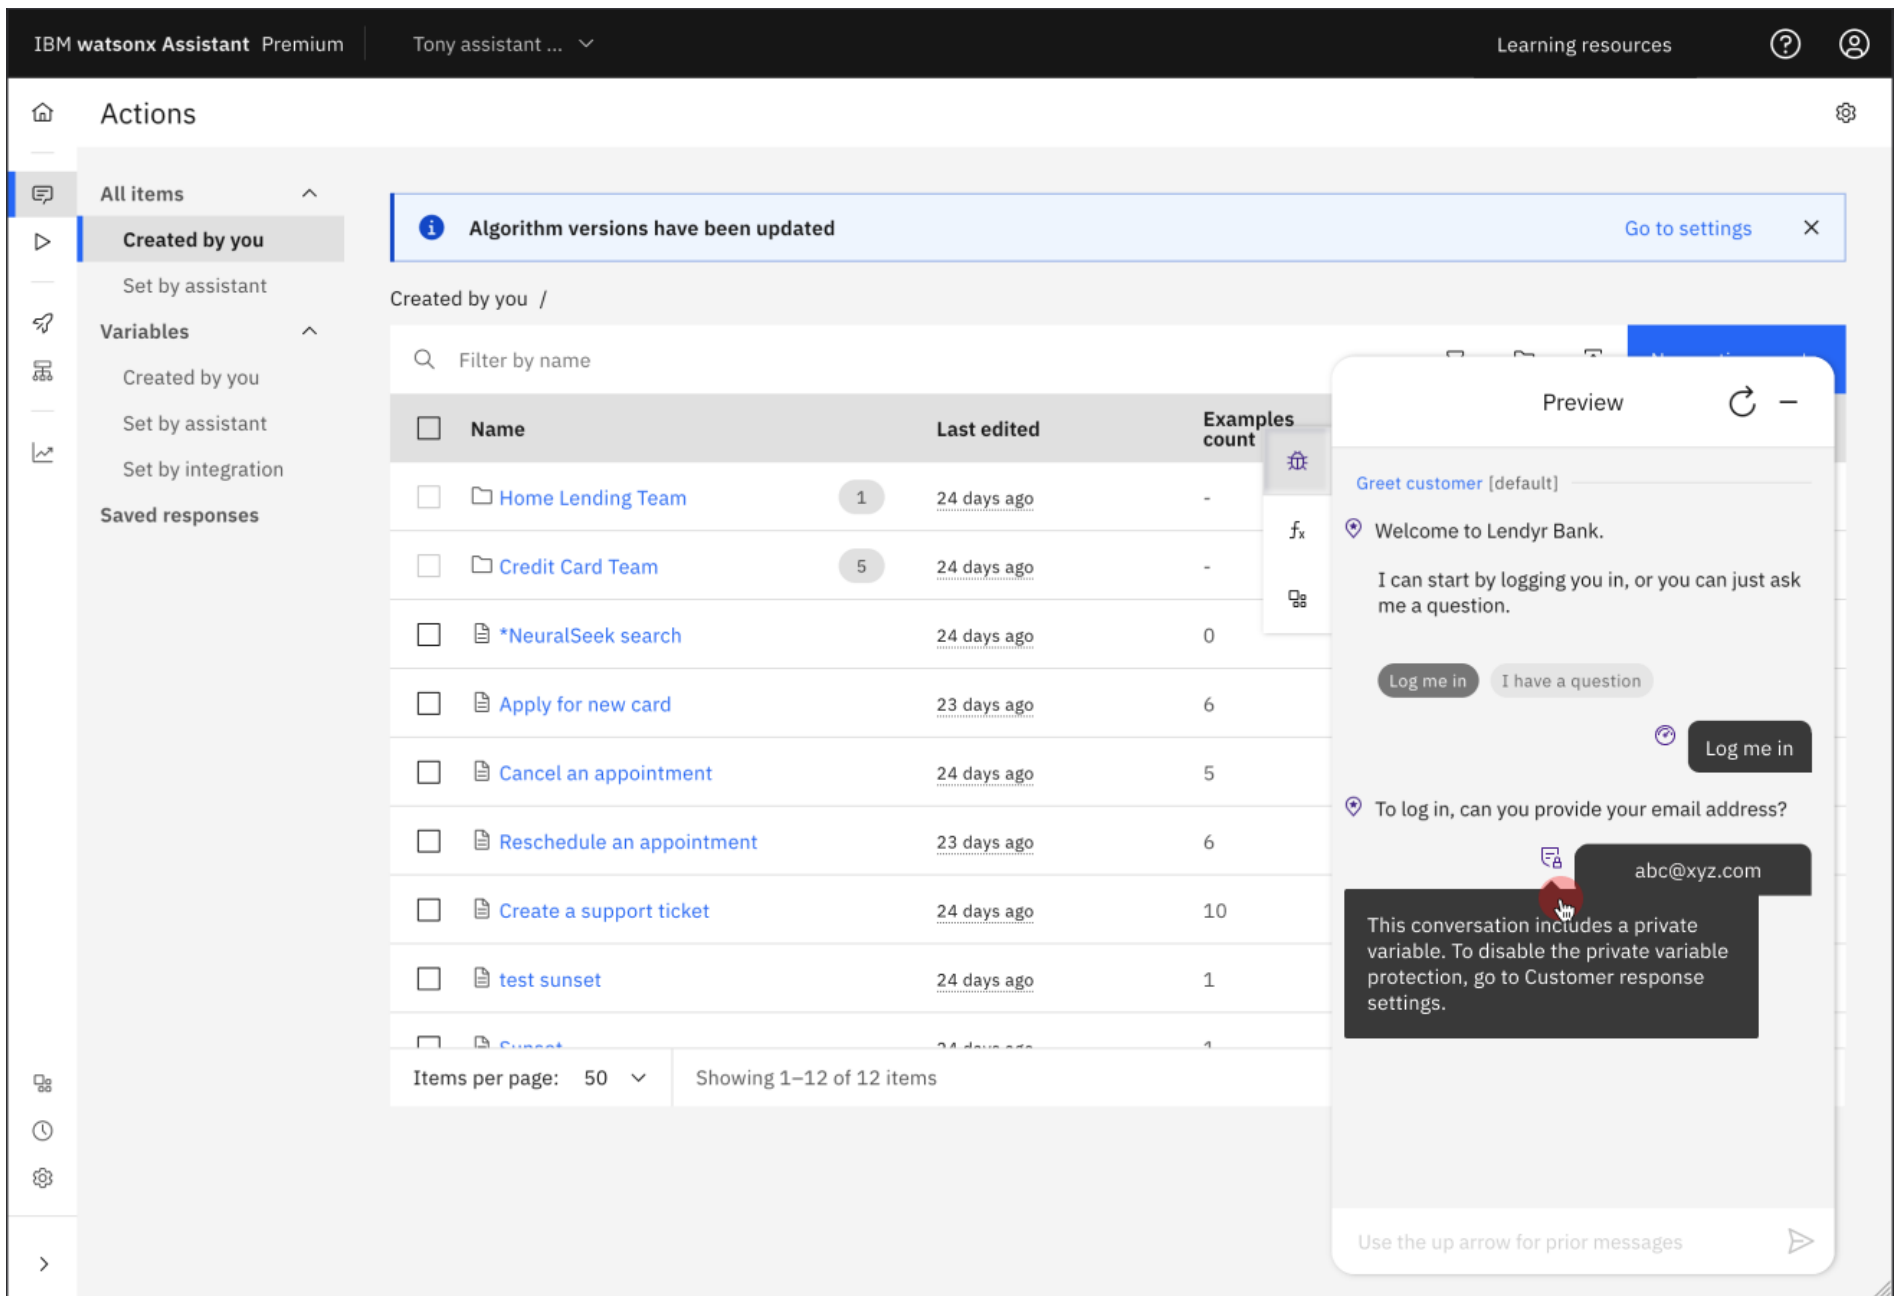 IBM watsonx Assistant Premium
Tony assistant ...
Learning resources
Actions
All items
Created by you
Set by assistant
Variables
Created by you
Set by assistant
Set by integration
Saved responses
Algorithm versions have been updated
Go to settings
Created by you /
Filter by name
Name
Last edited
Examples
count
Home Lending Team
1
24 days ago
-
Credit Card Team
5
24 days ago
-
*NeuralSeek search
24 days ago
0
Apply for new card
23 days ago
6
Cancel an appointment
24 days ago
5
Reschedule an appointment
23 days ago
6
Create a support ticket
24 days ago
10
test sunset
24 days ago
1
Sunset
24 days ago
1
Items per page: 50
Showing 1–12 of 12 items
fx
Preview
Greet customer [default]
Welcome to Lendyr Bank.
I can start by logging you in, or you can just ask
me a question.
Log me in
I have a question
Log me in
To log in, can you provide your email address?
abc@xyz.com
This conversation includes a private
variable. To disable the private variable
protection, go to Customer response
settings.
Use the up arrow for prior messages